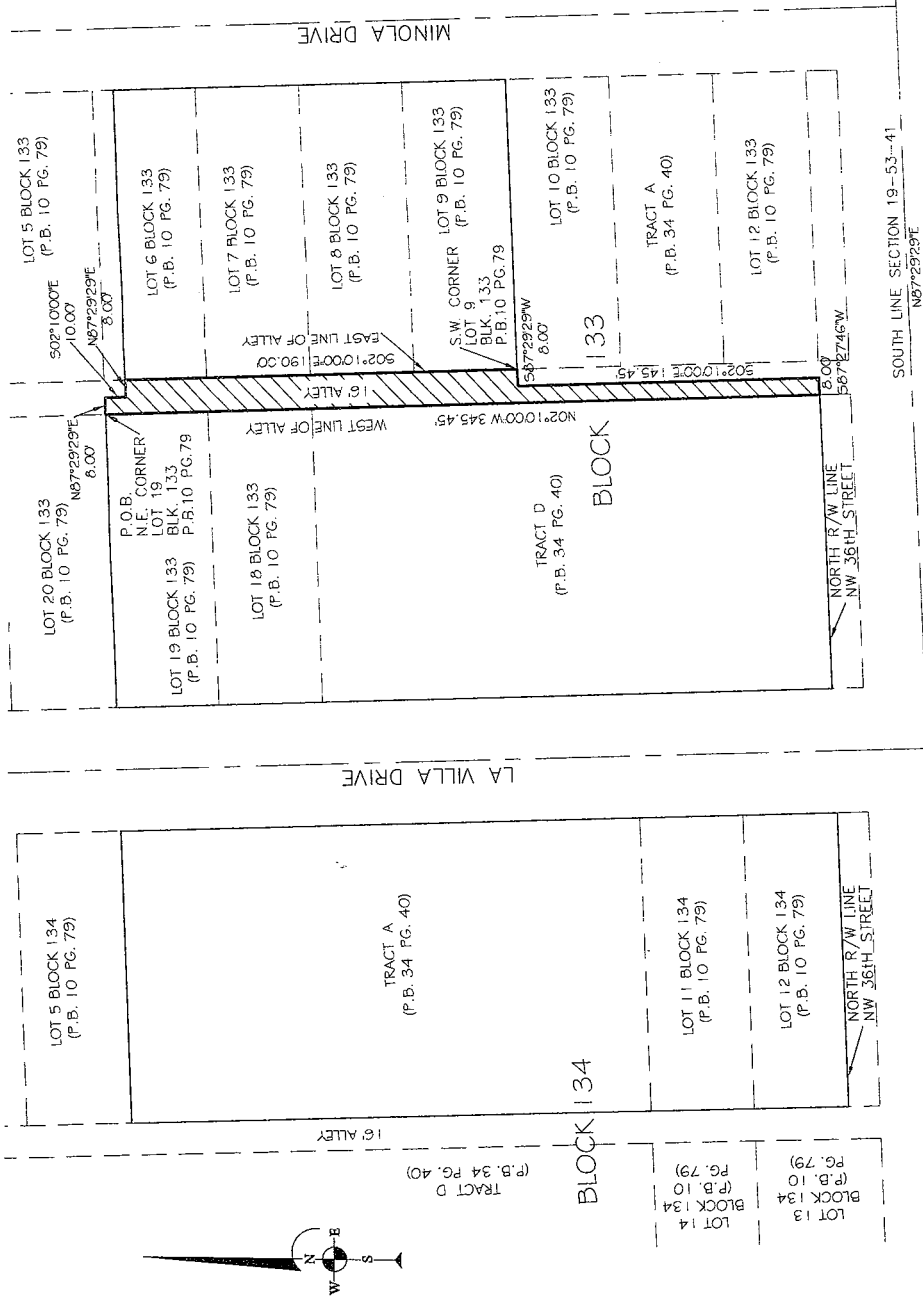 LOT 5 BLOCK 134
(P.B. 10 PG. 79)
TRACT A
(P.B. 34 PG. 40)
LOT 11 BLOCK 134
(P.B. 10 PG. 79)
LOT 12 BLOCK 134
(P.B. 10 PG. 79)
NORTH R/W LINE
NW 36tH STREET
16' ALLEY
BLOCK 134
TRACT D
(P.B. 34 PG. 40)
LOT 14
BLOCK 134
(P.B. 10
PG. 79)
LOT 13
BLOCK 134
(P.B. 10
PG. 79)
N
W
E
S
LA VILLA DRIVE
LOT 20 BLOCK 133
(P.B. 10 PG. 79)
N87°29'29"E
8.00'
P.O.B.
N.E. CORNER
LOT 19
BLK. 133
P.B.10 PG.79
LOT 19 BLOCK 133
(P.B. 10 PG. 79)
LOT 18 BLOCK 133
(P.B. 10 PG. 79)
TRACT D
(P.B. 34 PG. 40)
BLOCK 133
NORTH R/W LINE
NW 36tH STREET
WEST LINE OF ALLEY
N02°10'00"W 345.45'
16' ALLEY
S02°10'00"E 190.00'
EAST LINE OF ALLEY
S02°10'00"E
10.00'
N87°29'29"E
8.00'
S.W. CORNER
LOT 9
BLK. 133
P.B.10 PG.79
S87°29'29"W
8.00'
S02°10'00"E 145.45'
8.00'
S87°27'46"W
LOT 5 BLOCK 133
(P.B. 10 PG. 79)
LOT 6 BLOCK 133
(P.B. 10 PG. 79)
LOT 7 BLOCK 133
(P.B. 10 PG. 79)
LOT 8 BLOCK 133
(P.B. 10 PG. 79)
LOT 9 BLOCK 133
(P.B. 10 PG. 79)
LOT 10 BLOCK 133
(P.B. 10 PG. 79)
TRACT A
(P.B. 34 PG. 40)
LOT 12 BLOCK 133
(P.B. 10 PG. 79)
MINOLA DRIVE
SOUTH LINE SECTION 19-53-41
N87°29'29"E